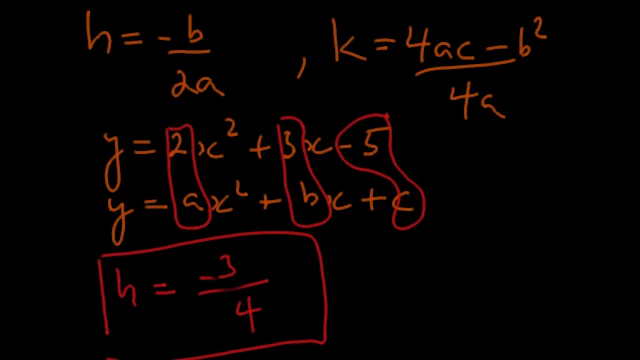 h = -b/2a , k = 4ac - b²/4a
y = 2x² + 3x - 5
y = ax² + bx + c
h = -3/4